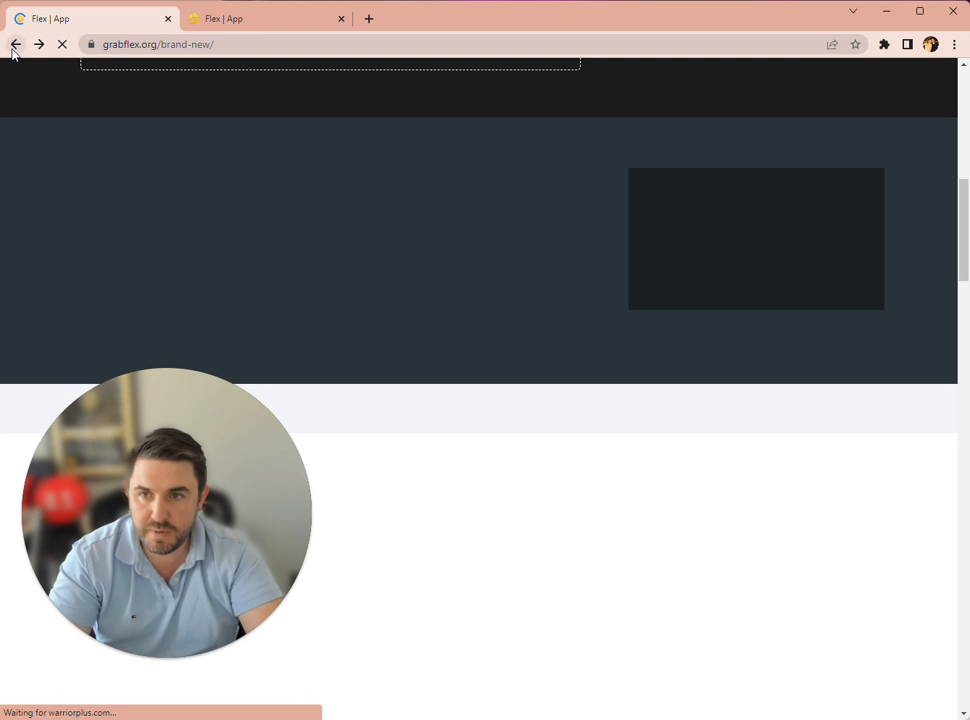 Flex | App
Flex | App
grabflex.org/brand-new/
Waiting for warriorplus.com...